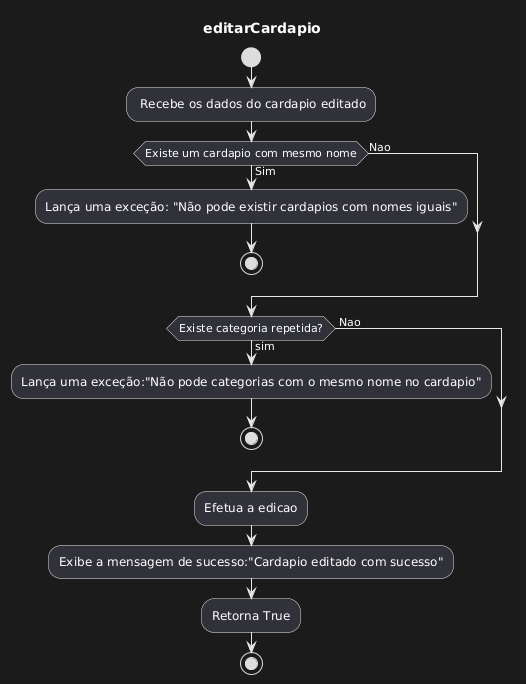 editarCardapio
Recebe os dados do cardapio editado
Existe um cardapio com mesmo nome
Nao
Sim
Lança uma exceção: "Não pode existir cardapios com nomes iguais"
Existe categoria repetida?
Nao
sim
Lança uma exceção:"Não pode categorias com o mesmo nome no cardapio"
Efetua a edicao
Exibe a mensagem de sucesso:"Cardapio editado com sucesso"
Retorna True